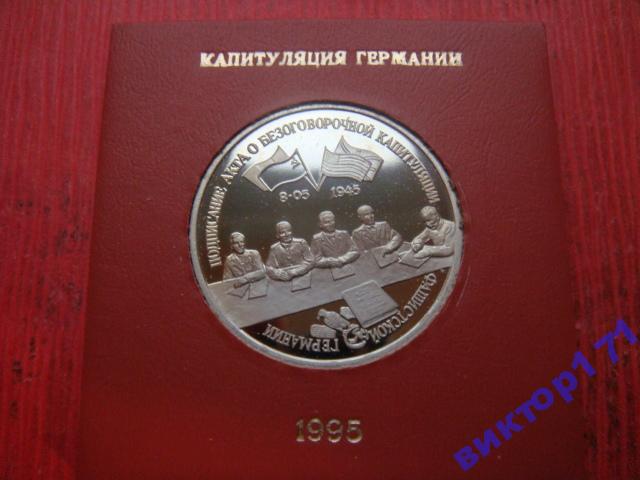 КАПИТУЛЯЦИЯ ГЕРМАНИИ
ПОДПИСАНИЕ АКТА О БЕЗОГОВОРОЧНОЙ КАПИТУЛЯЦИИ
ФАШИСТСКОЙ ГЕРМАНИИ
8·05 1945
1995
виктор171